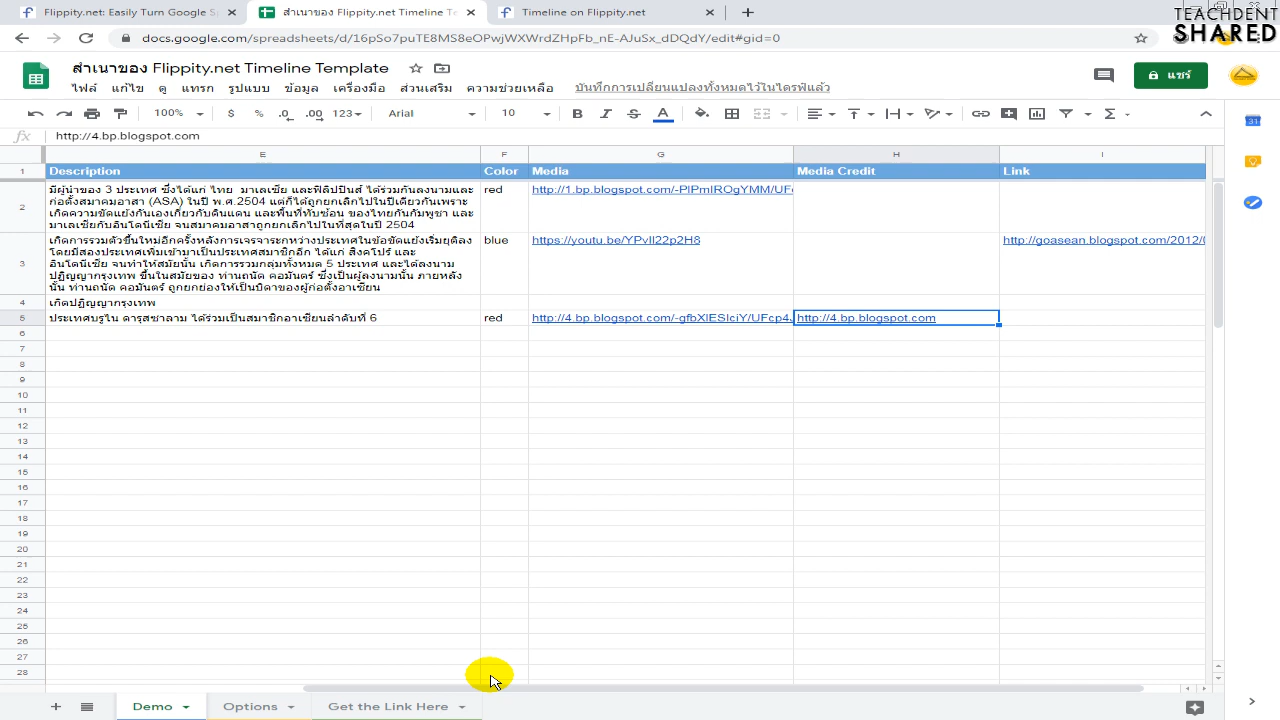 Flippity.net: Easily Turn Google S
สำเนาของ Flippity.net Timeline Te
Timeline on Flippity.net
TEACHDENT
SHARED
docs.google.com/spreadsheets/d/16pSo7puTE8MS8eOPwjVxWrdZHpFb_nE-AJuSx_dDQdY/edit#gid=0
สำเนาของ Flippity.net Timeline Template
ไฟล์ แก้ไข ดู แทรก รูปแบบ ข้อมูล เครื่องมือ ส่วนเสริม ความช่วยเหลือ บันทึกการเปลี่ยนแปลงทั้งหมดไว้ในไดรฟ์แล้ว
แชร์
100% $ % .0 .00 123 Arial 10
fx http://4.bp.blogspot.com
E F G H I
1 Description Color Media Media Credit Link
2 มีผู้นำของ 3 ประเทศ ซึ่งได้แก่ ไทย มาเลเซีย และฟิลิปปินส์ ได้ร่วมกันลงนามและ red http://1.bp.blogspot.com/-PlPmIROgYMM/UF
ก่อตั้งสมาคมอาสา (ASA) ในปี พ.ศ.2504 แต่ก็ได้ถูกยกเลิกไปในปีเดียวกันเพราะ
เกิดความขัดแย้งกันเองเกี่ยวกับดินแดน และพื้นที่ทับซ้อน ของไทยกันกัมพูชา และ
มาเลเซียกับอินโดนีเซีย จนสมาคมอาสาถูกยกเลิกไปในที่สุดในปี 2504
3 เกิดการรวมตัวขึ้นใหม่อีกครั้งหลังการเจรจาระหว่างประเทศในข้อขัดแย้งเริ่มยุติลง blue https://youtu.be/YPvll22p2H8 http://goasean.blogspot.com/2012/
โดยมีสองประเทศเพิ่มเข้ามาเป็นประเทศสมาชิกอีก ได้แก่ สิงคโปร์ และ
อินโดนีเซีย จนทำให้สมัยนั้น เกิดการรวมกลุ่มทั้งหมด 5 ประเทศ และได้ลงนาม
ปฏิญญากรุงเทพ ขึ้นในสมัยของ ท่านถนัด คอมันตร์ ซึ่งเป็นผู้ลงนามนั้น ภายหลัง
นั้น ท่านถนัด คอมันตร์ ถูกยกย่องให้เป็นบิดาของผู้ก่อตั้งอาเซียน
4 เกิดปฏิญญากรุงเทพ
5 ประเทศบรูไน ดารุสซาลาม ได้ร่วมเป็นสมาชิกอาเซียนลำดับที่ 6 red http://4.bp.blogspot.com/-gfbXlESIciY/UFcp4 http://4.bp.blogspot.com
6
7
8
9
10
11
12
13
14
15
16
17
18
19
20
21
22
23
24
25
26
27
28
Demo Options Get the Link Here
31